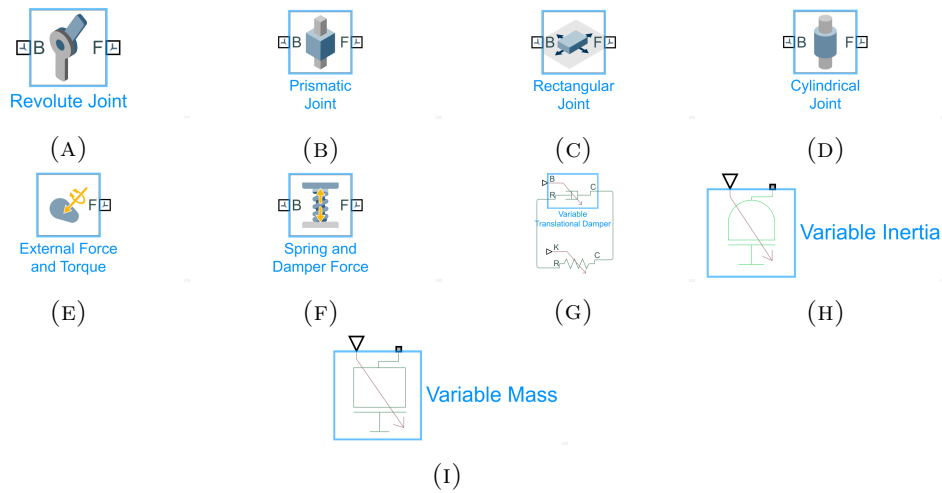 B F
B F
B F
B F
Revolute Joint
Prismatic
Joint
Rectangular
Joint
Cylindrical
Joint
(A)
(B)
(C)
(D)
F
B F
B
R C
Variable
Translational Damper
K
R C
External Force
and Torque
Spring and
Damper Force
Variable Inertia
(E)
(F)
(G)
(H)
Variable Mass
(I)